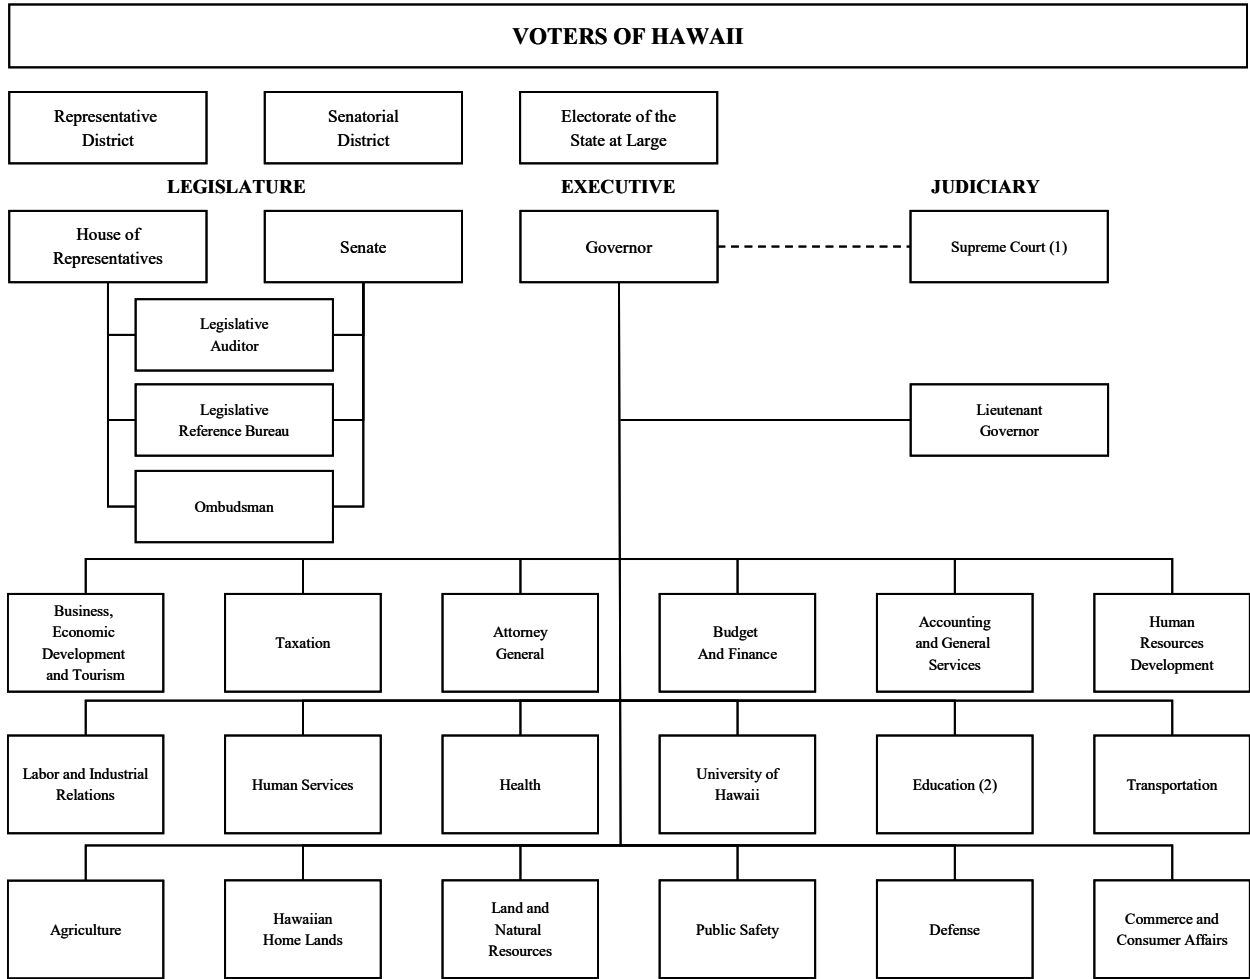 VOTERS OF HAWAII
Representative
District
Senatorial
District
Electorate of the
State at Large
LEGISLATURE
EXECUTIVE
JUDICIARY
House of
Representatives
Senate
Governor
Supreme Court (1)
Legislative
Auditor
Legislative
Reference Bureau
Lieutenant
Governor
Ombudsman
Business,
Economic
Development
and Tourism
Taxation
Attorney
General
Budget
And Finance
Accounting
and General
Services
Human
Resources
Development
Labor and Industrial
Relations
Human Services
Health
University of
Hawaii
Education (2)
Transportation
Agriculture
Hawaiian
Home Lands
Land and
Natural
Resources
Public Safety
Defense
Commerce and
Consumer Affairs